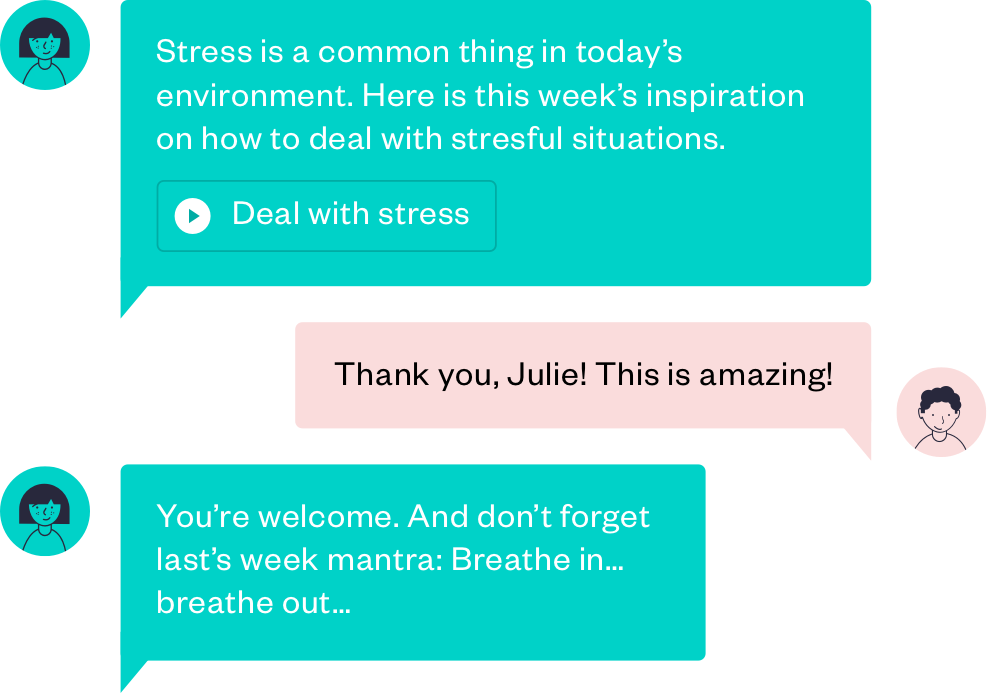 Stress is a common thing in today’s
environment. Here is this week’s inspiration
on how to deal with stresful situations.
Deal with stress
Thank you, Julie! This is amazing!
You’re welcome. And don’t forget
last’s week mantra: Breathe in…
breathe out…